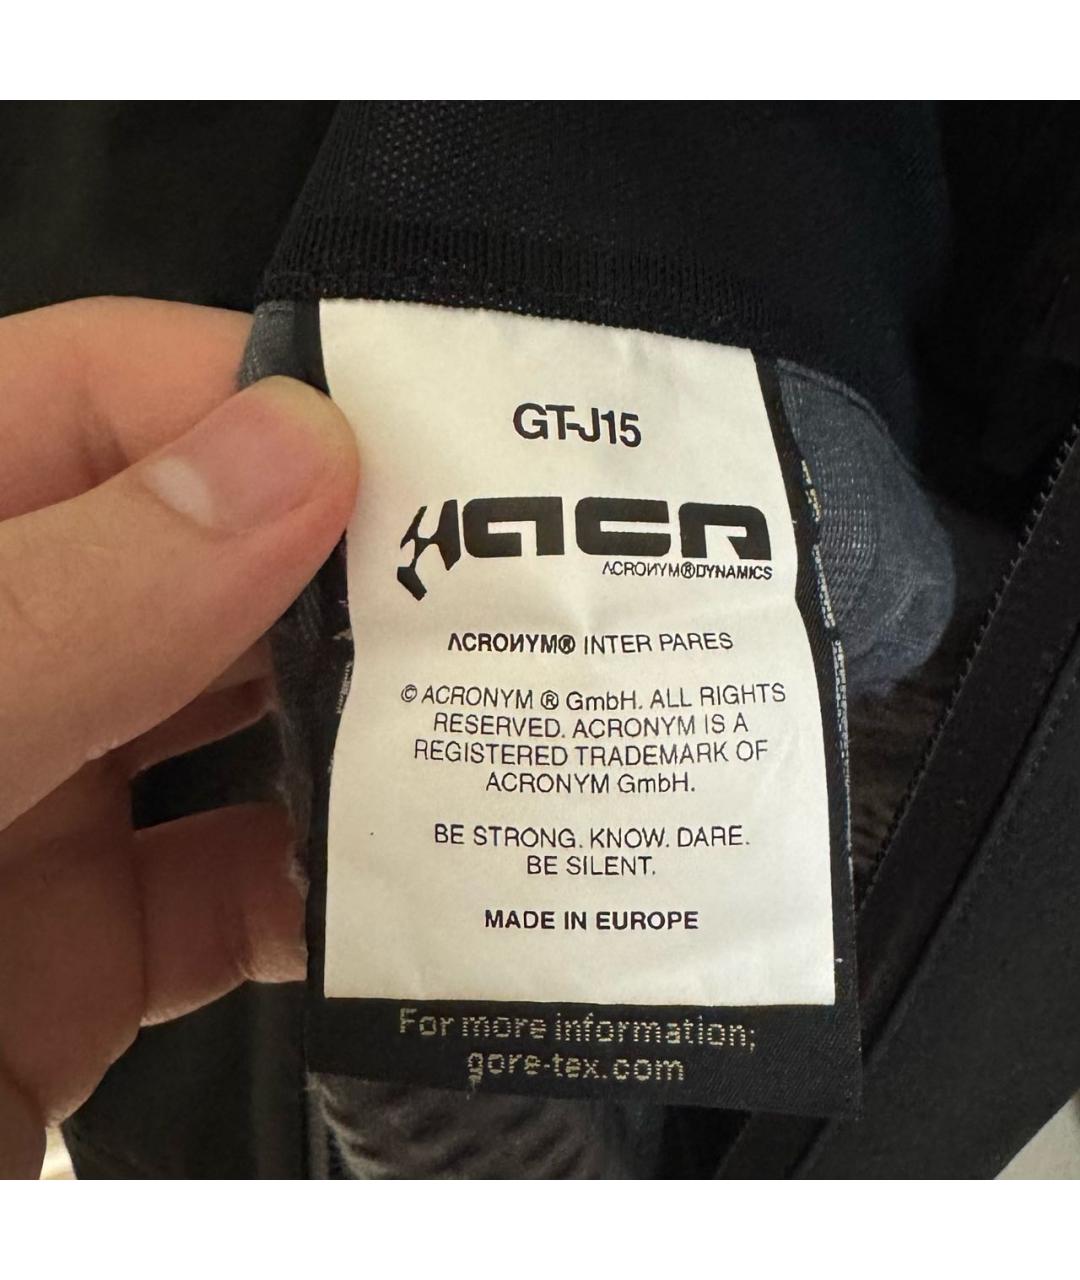 GT-J15
ACA
ACRONYM®DYNAMICS
ACRONYM® INTER PARES
© ACRONYM ® GmbH. ALL RIGHTS
RESERVED. ACRONYM IS A
REGISTERED TRADEMARK OF
ACRONYM GmbH.
BE STRONG. KNOW. DARE.
BE SILENT.
MADE IN EUROPE
For more information;
gore-tex.com